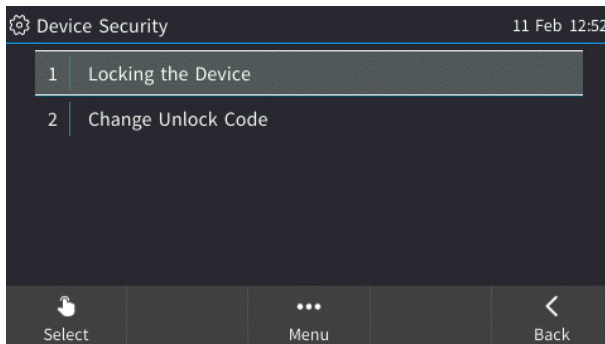 Device Security 11 Feb 12:52
1 Locking the Device
2 Change Unlock Code
Select Menu Back